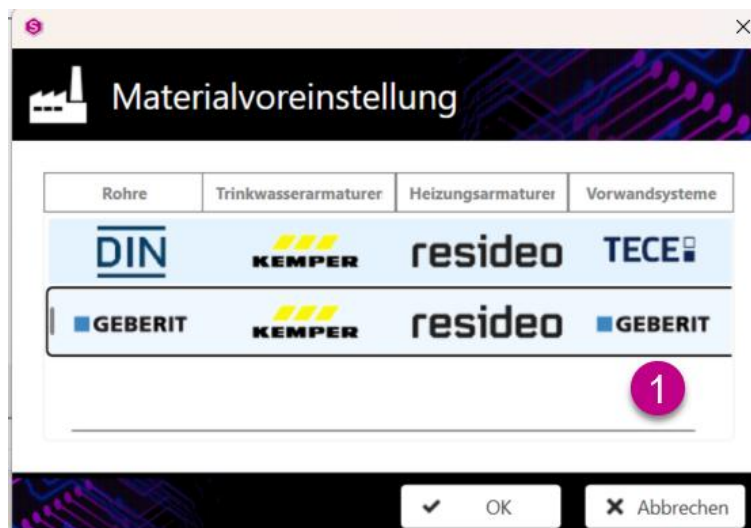 S
Materialvoreinstellung
Rohre Trinkwasserarmaturer Heizungsarmaturer Vorwandsysteme
DIN KEMPER resideo TECE
GEBERIT KEMPER resideo GEBERIT
1
OK Abbrechen